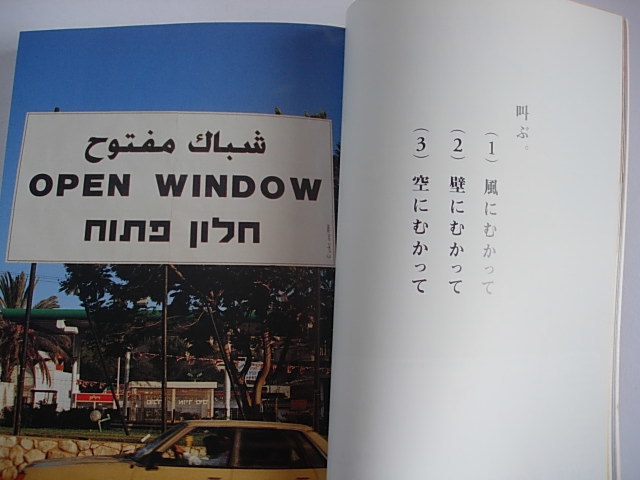 شباك مفتوح
OPEN WINDOW
חלון פתוח
叫ぶ。
(1) 風にむかって
(2) 壁にむかって
(3) 空にむかって